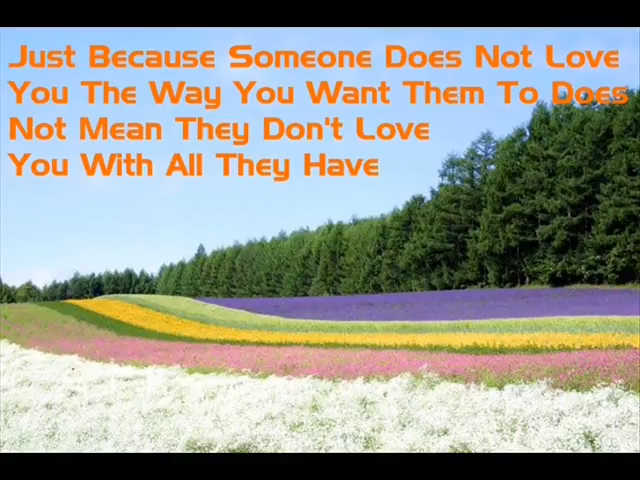 Just Because Someone Does Not Love
You The Way You Want Them To Does
Not Mean They Don't Love
You With All They Have